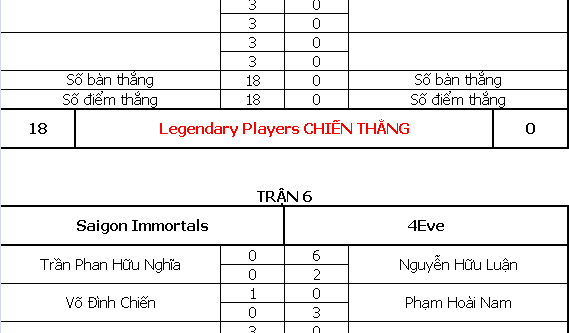 3 0
0
3 0
3 0
Số bàn thắng 18 0 Số bàn thắng
Số điểm thắng 18 0 Số điểm thắng
18 Legendary Players CHIẾN THẮNG 0
TRẬN 6
Saigon Immortals 4Eve
Trần Phan Hữu Nghĩa 0 6 Nguyễn Hữu Luận
0 2
Võ Đình Chiến 1 0 Phạm Hoài Nam
0 3
3 0